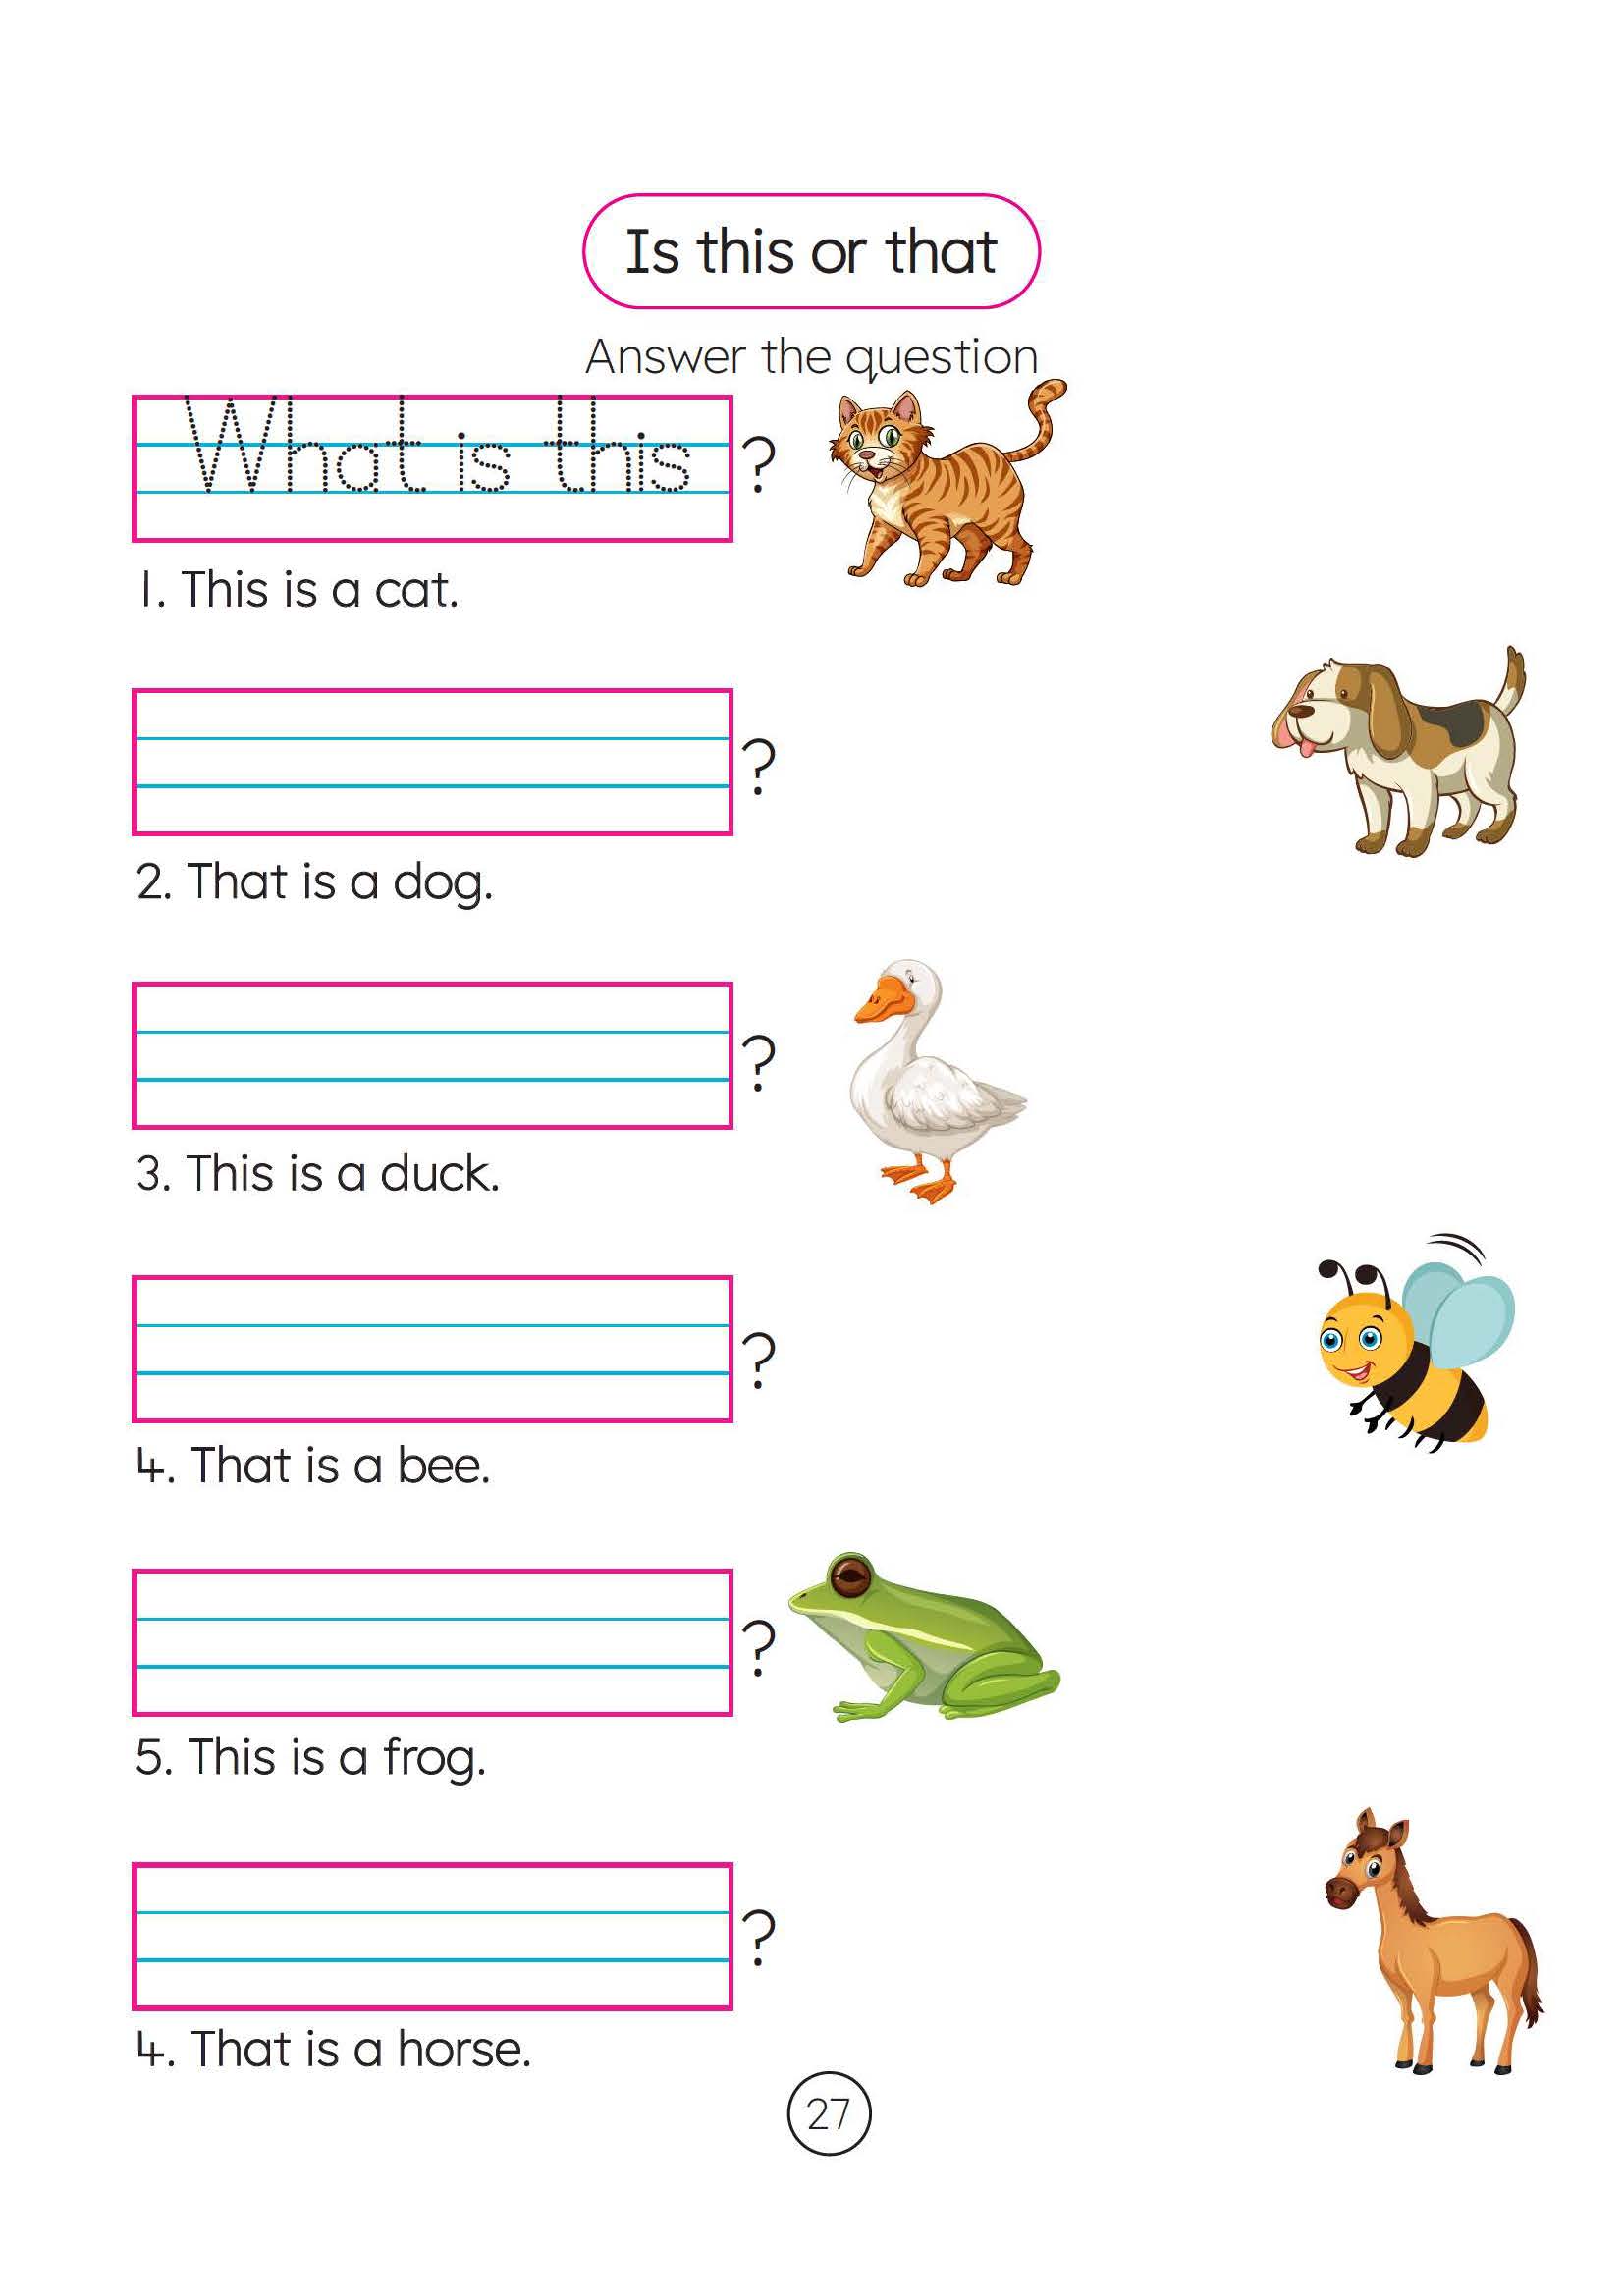 Is this or that
Answer the question
What is this ?
1. This is a cat.
?
2. That is a dog.
?
3. This is a duck.
?
4. That is a bee.
?
5. This is a frog.
?
4. That is a horse.
27